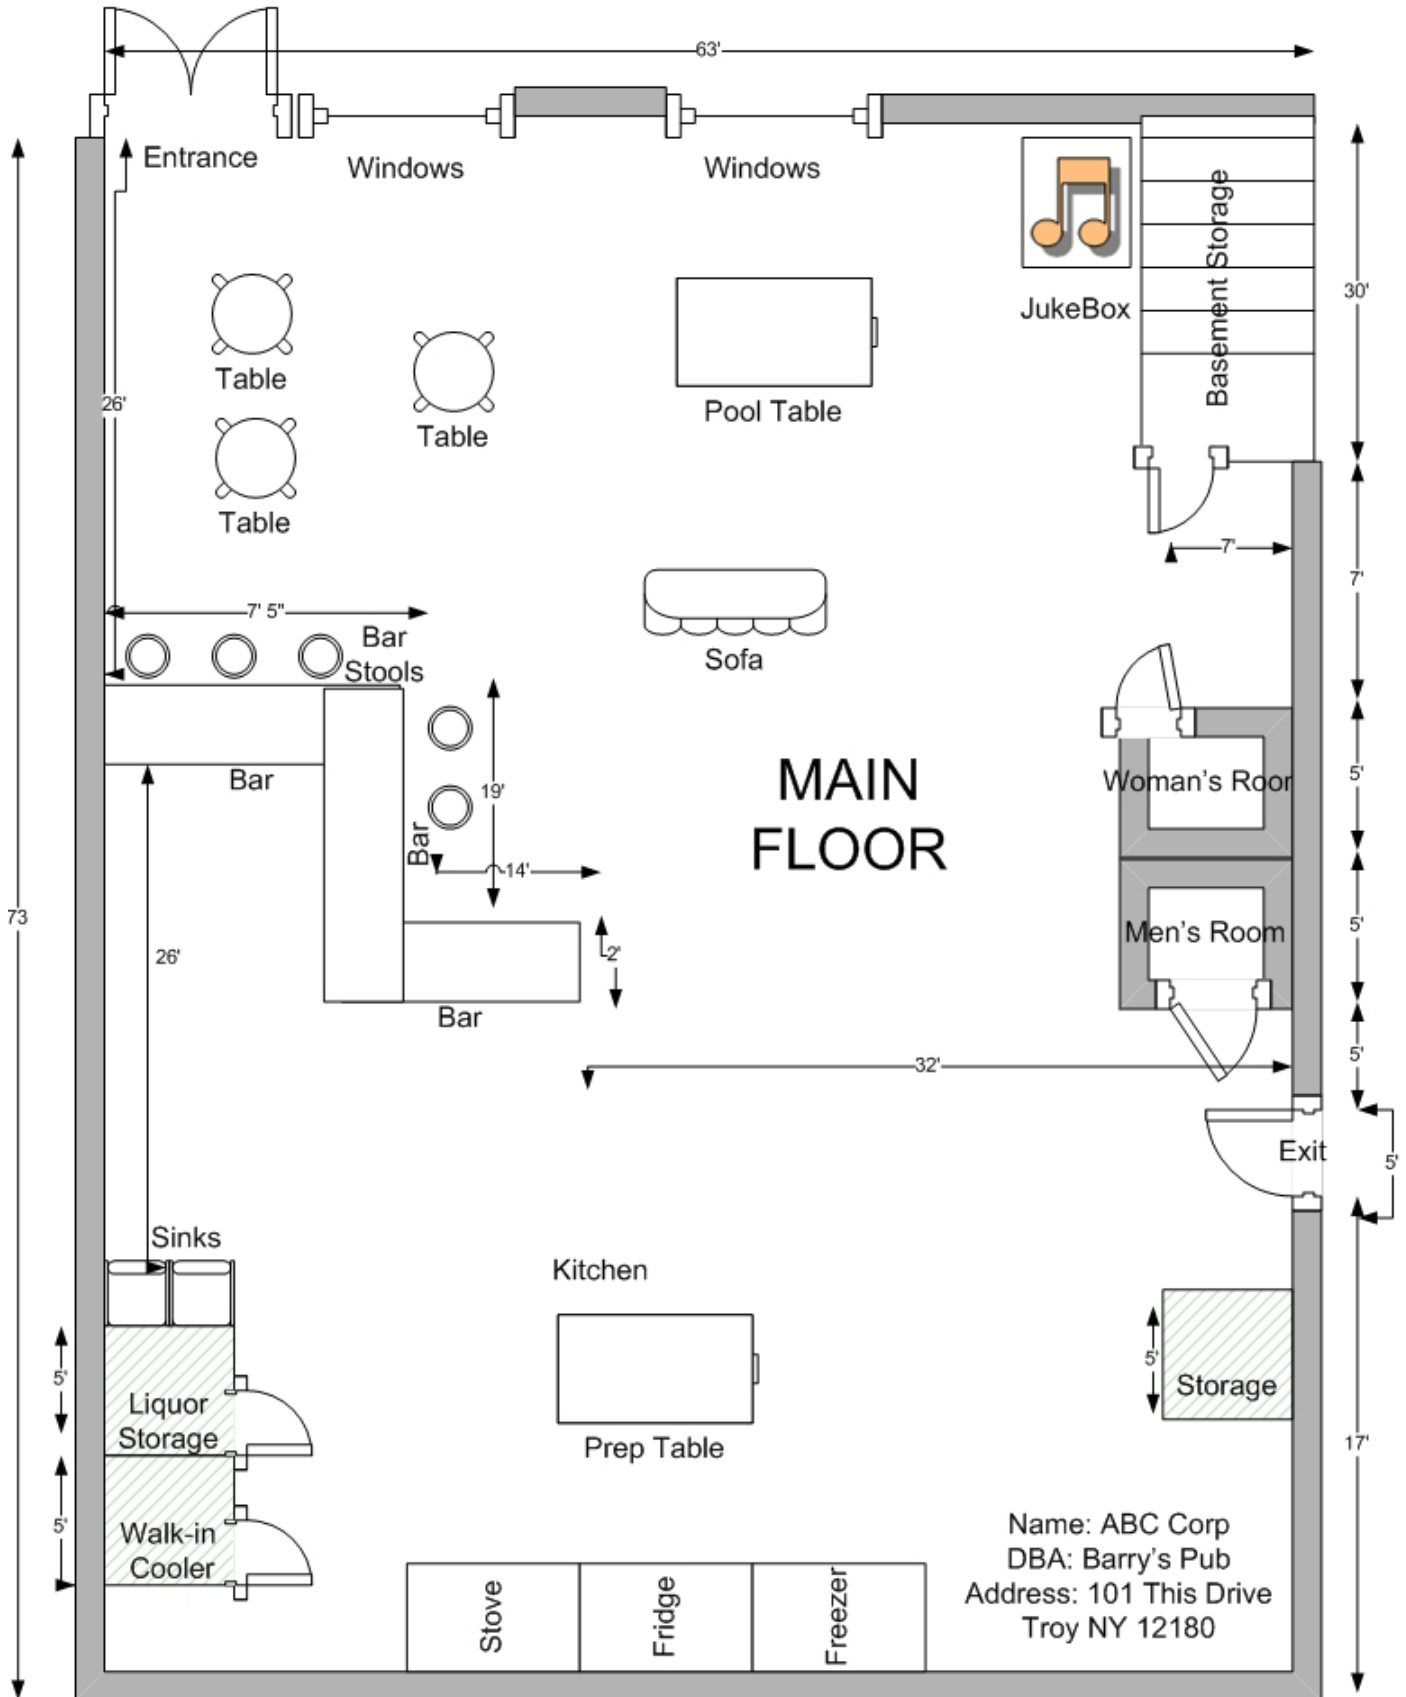 63'
Entrance
Windows
Windows
JukeBox
Basement Storage
30'
Table
Table
Table
26'
Pool Table
7'
7'
7' 5"
Bar
Stools
Sofa
Bar
19'
Bar
14'
MAIN
FLOOR
Woman's Roor
5'
Men's Room
5'
73
26'
2'
Bar
32'
5'
Exit
5'
Sinks
Kitchen
5'
Liquor
Storage
Prep Table
5'
Storage
17'
5'
Walk-in
Cooler
Stove
Fridge
Freezer
Name: ABC Corp
DBA: Barry's Pub
Address: 101 This Drive
Troy NY 12180